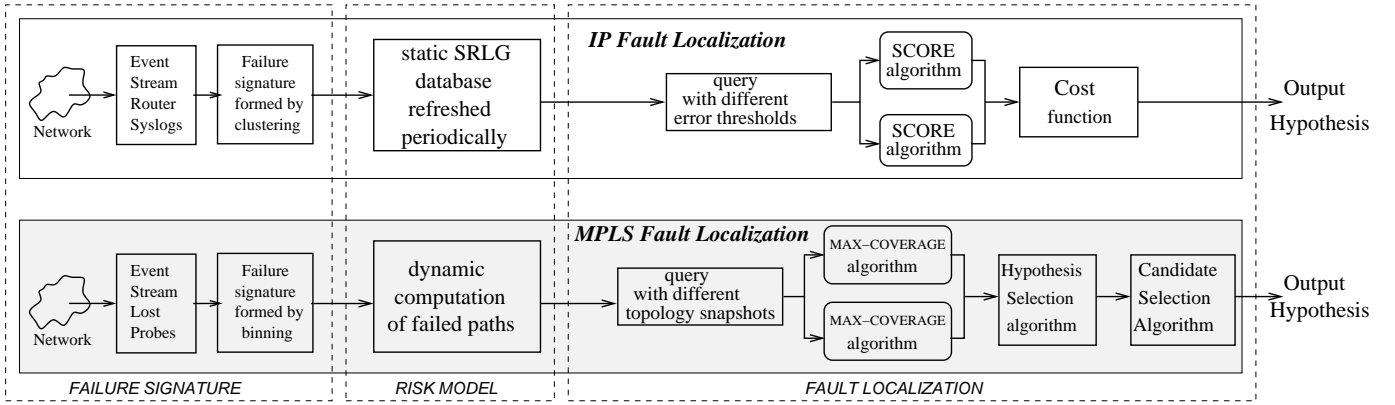 IP Fault Localization
Network
Event
Stream
Router
Syslogs
Failure
signature
formed by
clustering
static SRLG
database
refreshed
periodically
query
with different
error thresholds
SCORE
algorithm
SCORE
algorithm
Cost
function
Output
Hypothesis
MPLS Fault Localization
Network
Event
Stream
Lost
Probes
Failure
signature
formed by
binning
dynamic
computation
of failed paths
query
with different
topology snapshots
MAX−COVERAGE
algorithm
MAX−COVERAGE
algorithm
Hypothesis
Selection
algorithm
Candidate
Selection
Algorithm
Output
Hypothesis
FAILURE SIGNATURE
RISK MODEL
FAULT LOCALIZATION